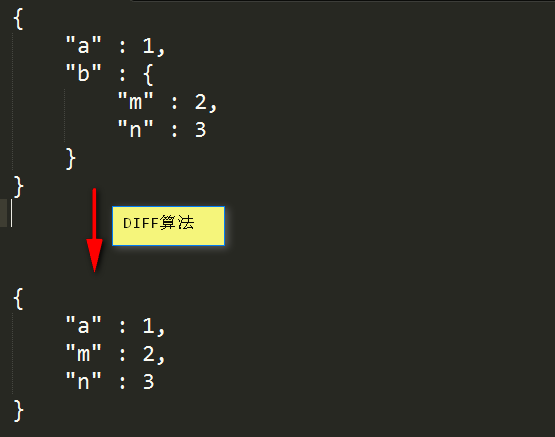 {
"a" : 1,
"b" : {
"m" : 2,
"n" : 3
}
}
DIFF算法
{
"a" : 1,
"m" : 2,
"n" : 3
}